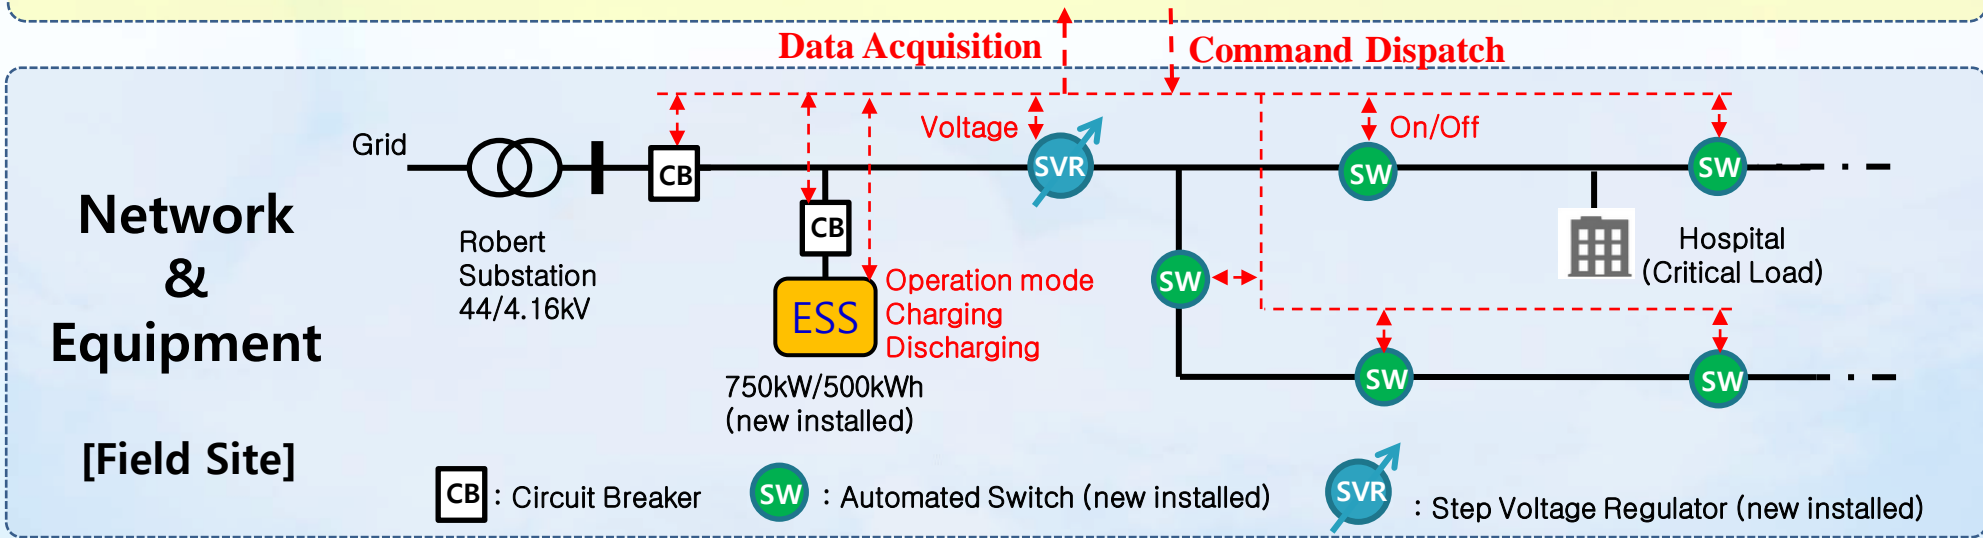 Data Acquisition
Command Dispatch
Grid
Voltage
On/Off
CB
SVR
SW
SW
CB
SW
Robert
Substation
44/4.16kV
Hospital
(Critical Load)
Network
&
Equipment
[Field Site]
ESS
Operation mode
Charging
Discharging
750kW/500kWh
(new installed)
SW
SW
CB : Circuit Breaker
SW : Automated Switch (new installed)
SVR : Step Voltage Regulator (new installed)